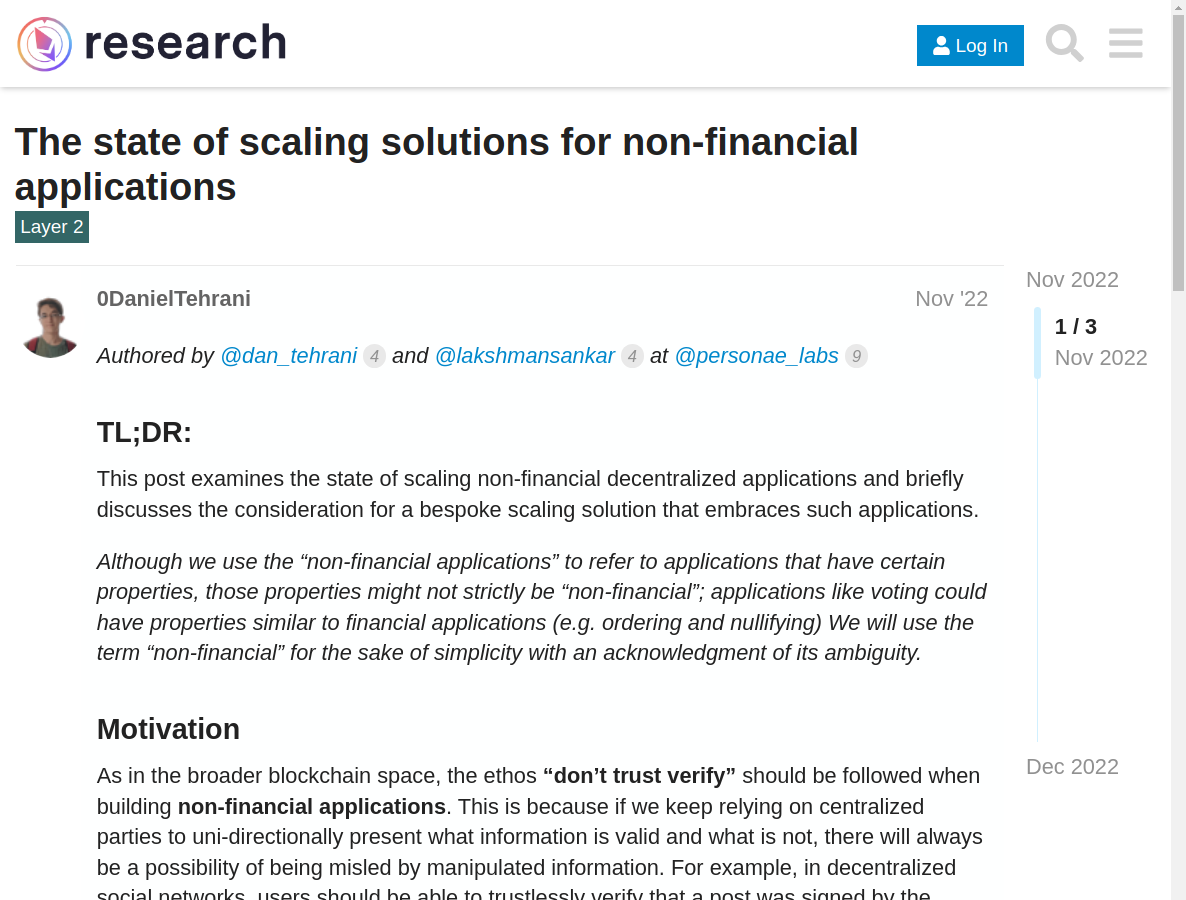 research
Log In
The state of scaling solutions for non-financial
applications
Layer 2
0DanielTehrani
Nov '22
Nov 2022
1 / 3
Nov 2022
Authored by @dan_tehrani 4 and @lakshmansankar 4 at @personae_labs 9
TL;DR:
This post examines the state of scaling non-financial decentralized applications and briefly
discusses the consideration for a bespoke scaling solution that embraces such applications.
Although we use the “non-financial applications” to refer to applications that have certain
properties, those properties might not strictly be “non-financial”; applications like voting could
have properties similar to financial applications (e.g. ordering and nullifying) We will use the
term “non-financial” for the sake of simplicity with an acknowledgment of its ambiguity.
Motivation
As in the broader blockchain space, the ethos “don’t trust verify” should be followed when
building non-financial applications. This is because if we keep relying on centralized
parties to uni-directionally present what information is valid and what is not, there will always
be a possibility of being misled by manipulated information. For example, in decentralized
social networks, users should be able to trustlessly verify that a post was signed by the
Dec 2022